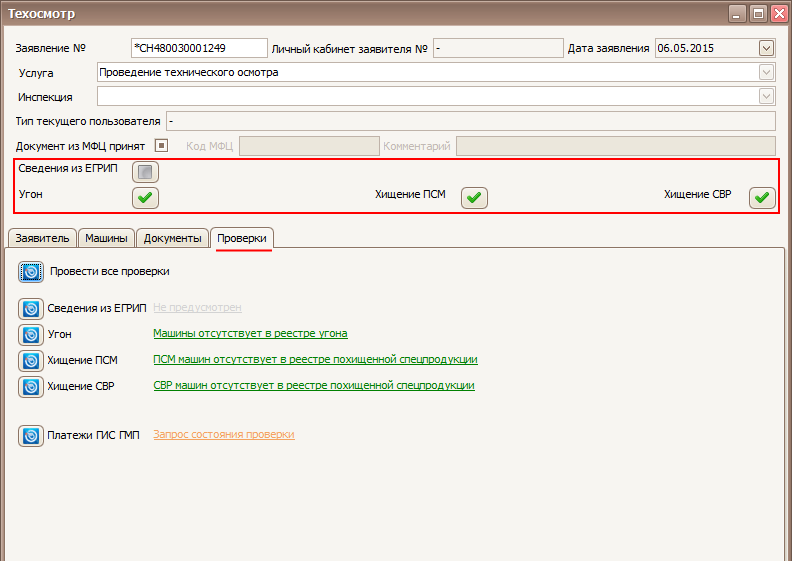 Техосмотр
Заявление № *СН480030001249 Личный кабинет заявителя № - Дата заявления 06.05.2015
Услуга Проведение технического осмотра
Инспекция
Тип текущего пользователя -
Документ из МФЦ принят Код МФЦ Комментарий
Сведения из ЕГРИП
Угон Хищение ПСМ Хищение СВР
Заявитель Машины Документы Проверки
Провести все проверки
Сведения из ЕГРИП Не предусмотрен
Угон Машины отсутствует в реестре угона
Хищение ПСМ ПСМ машин отсутствует в реестре похищенной спецпродукции
Хищение СВР СВР машин отсутствует в реестре похищенной спецпродукции
Платежи ГИС ГМП Запрос состояния проверки